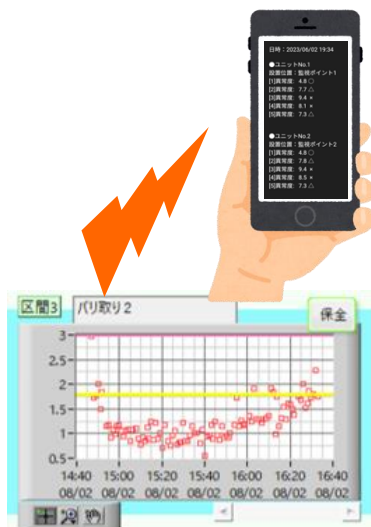 日時：2023/06/02 19:34
●ユニットNo.1
設置位置：監視ポイント1
[1]異常度: 4.8 ○
[2]異常度: 7.7 △
[3]異常度: 9.4 ×
[4]異常度: 8.1 ×
[5]異常度: 7.3 △
●ユニットNo.2
設置位置：監視ポイント2
[1]異常度: 4.8 ○
[2]異常度: 7.8 △
[3]異常度: 9.4 ×
[4]異常度: 8.5 ×
[5]異常度: 7.3 △
区間3 バリ取り2 保全
3
2.5
2
1.5
1
0.5
14:40 15:00 15:20 15:40 16:00 16:20 16:40
08/02 08/02 08/02 08/02 08/02 08/02 08/02